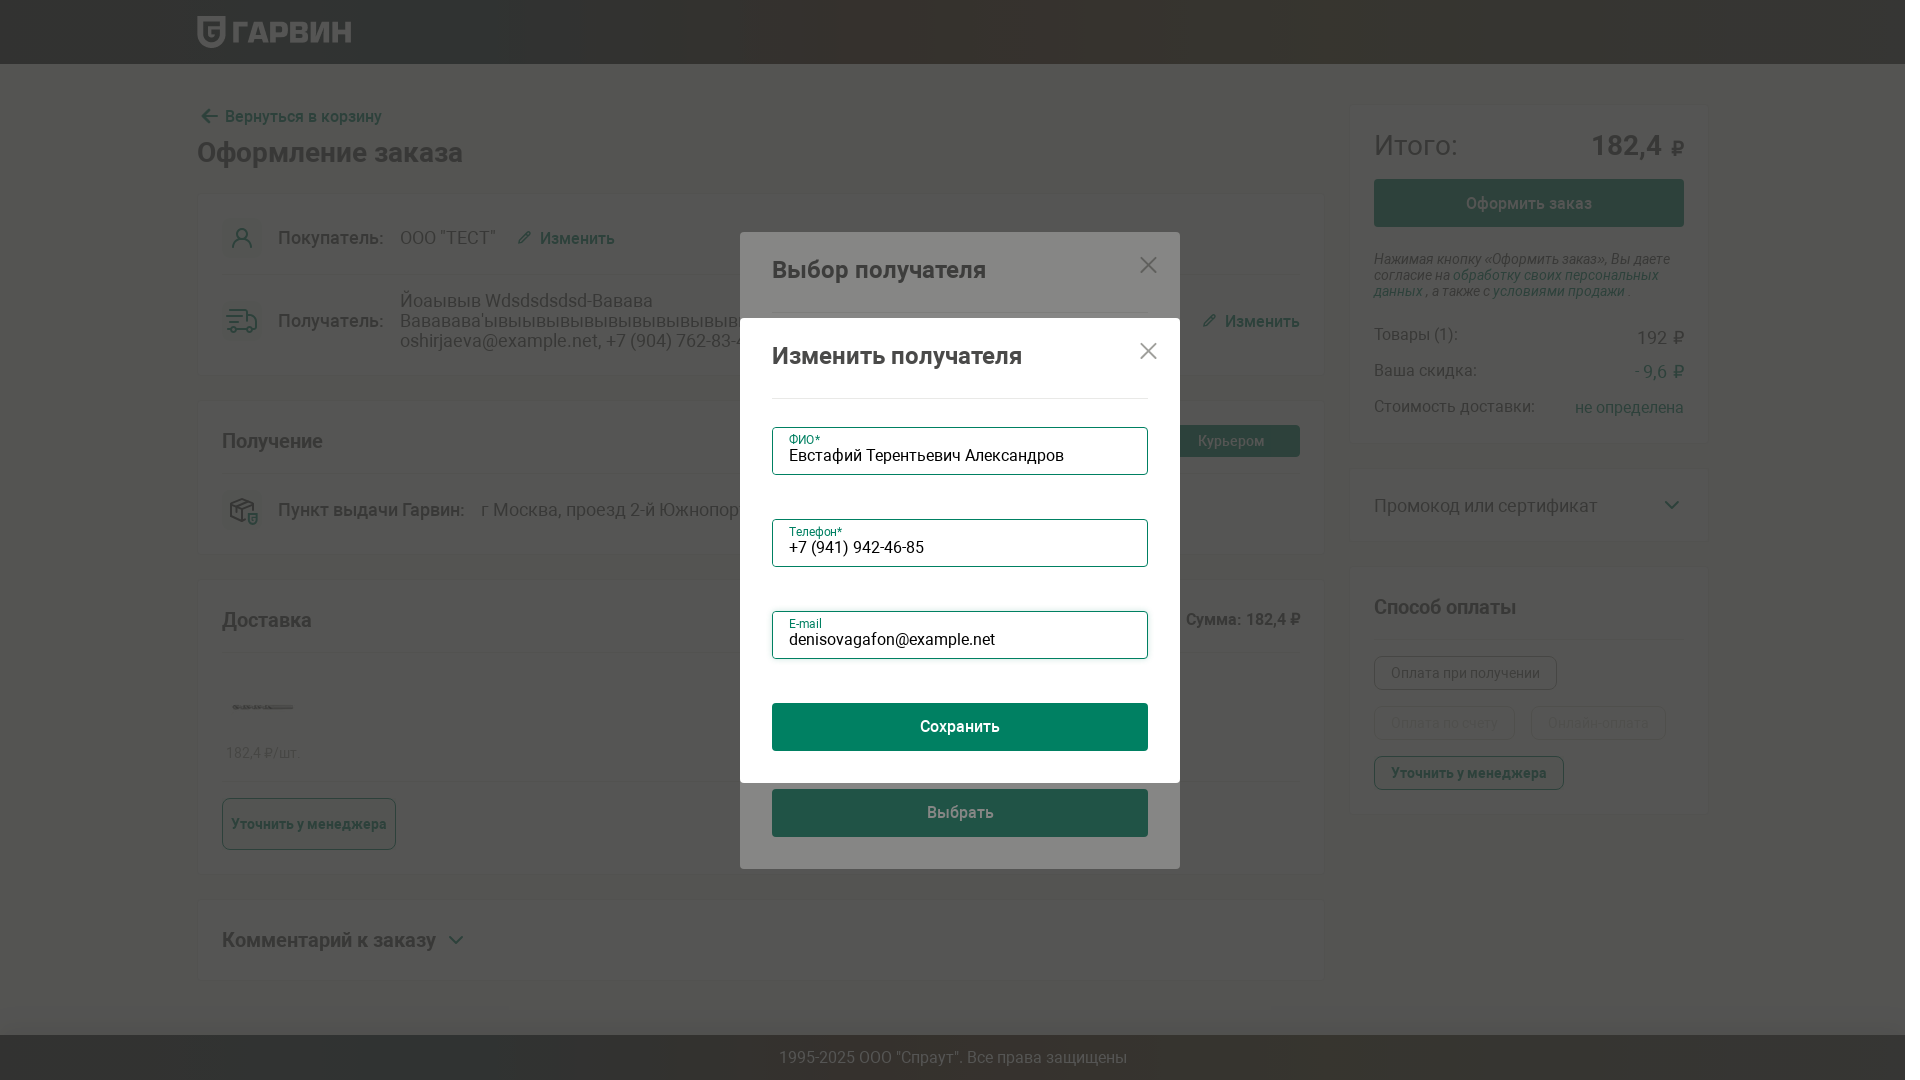 ГАРВИН
Вернуться в корзину
Оформление заказа
Покупатель:
ООО "ТЕСТ"
Изменить
Получатель:
Йоаывыв Wdsdsdsdsd-Вавава
oshirjaeva@example.net, +7 (904) 762-83-4
Изменить
Получение
Курьером
Пункт выдачи Гарвин:
г Москва, проезд 2-й Южнопор
Доставка
Сумма: 182,4 ₽
182,4 ₽/шт
Уточнить у менеджера
Комментарий к заказу
Выбор получателя
Изменить получателя
ФИО*
Евстафий Терентьевич Александров
Телефон*
+7 (941) 942-46-85
E-mail
denisovagafon@example.net
Сохранить
Выбрать
Итого:
182,4 ₽
Оформить заказ
Нажимая кнопку «Оформить заказ», Вы даете
согласие на обработку своих персональных
данных , а также с условиями продажи .
Товары (1):
192 ₽
Ваша скидка:
- 9,6 ₽
Стоимость доставки:
не определена
Промокод или сертификат
Способ оплаты
Оплата при получении
Оплата по счету
Онлайн-оплата
Уточнить у менеджера
1995-2025 ООО "Спраут". Все права защищены